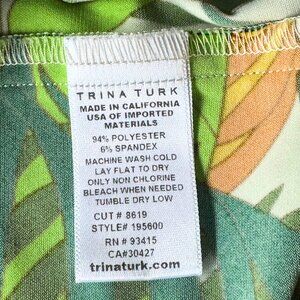 TRINA TURK
MADE IN CALIFORNIA
USA OF IMPORTED
MATERIALS
94% POLYESTER
6% SPANDEX
MACHINE WASH COLD
LAY FLAT TO DRY
ONLY NON CHLORINE
BLEACH WHEN NEEDED
TUMBLE DRY LOW
CUT # 8619
STYLE# 195600
RN # 93415
CA#30427
trinaturk.com